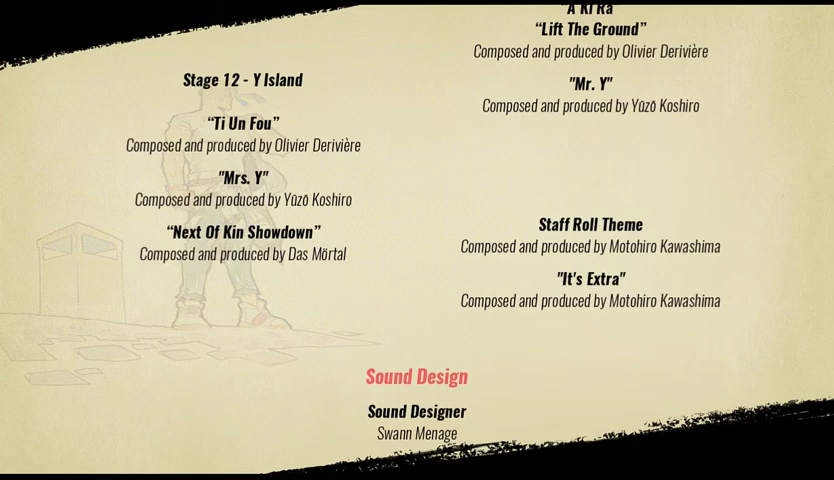 Stage 12 - Y Island
“Ti Un Fou”
Composed and produced by Olivier Derivière
"Mrs. Y"
Composed and produced by Yūzō Koshiro
“Next Of Kin Showdown”
Composed and produced by Das Mörtal
“A Ki Ra
“Lift The Ground”
Composed and produced by Olivier Derivière
"Mr. Y"
Composed and produced by Yūzō Koshiro
Staff Roll Theme
Composed and produced by Motohiro Kawashima
"It's Extra"
Composed and produced by Motohiro Kawashima
Sound Design
Sound Designer
Swann Menage